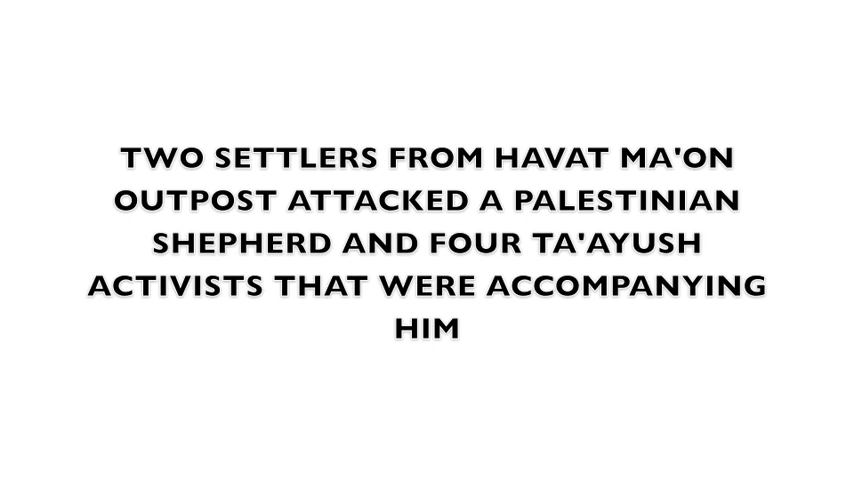 TWO SETTLERS FROM HAVAT MA'ON
OUTPOST ATTACKED A PALESTINIAN
SHEPHERD AND FOUR TA'AYUSH
ACTIVISTS THAT WERE ACCOMPANYING
HIM